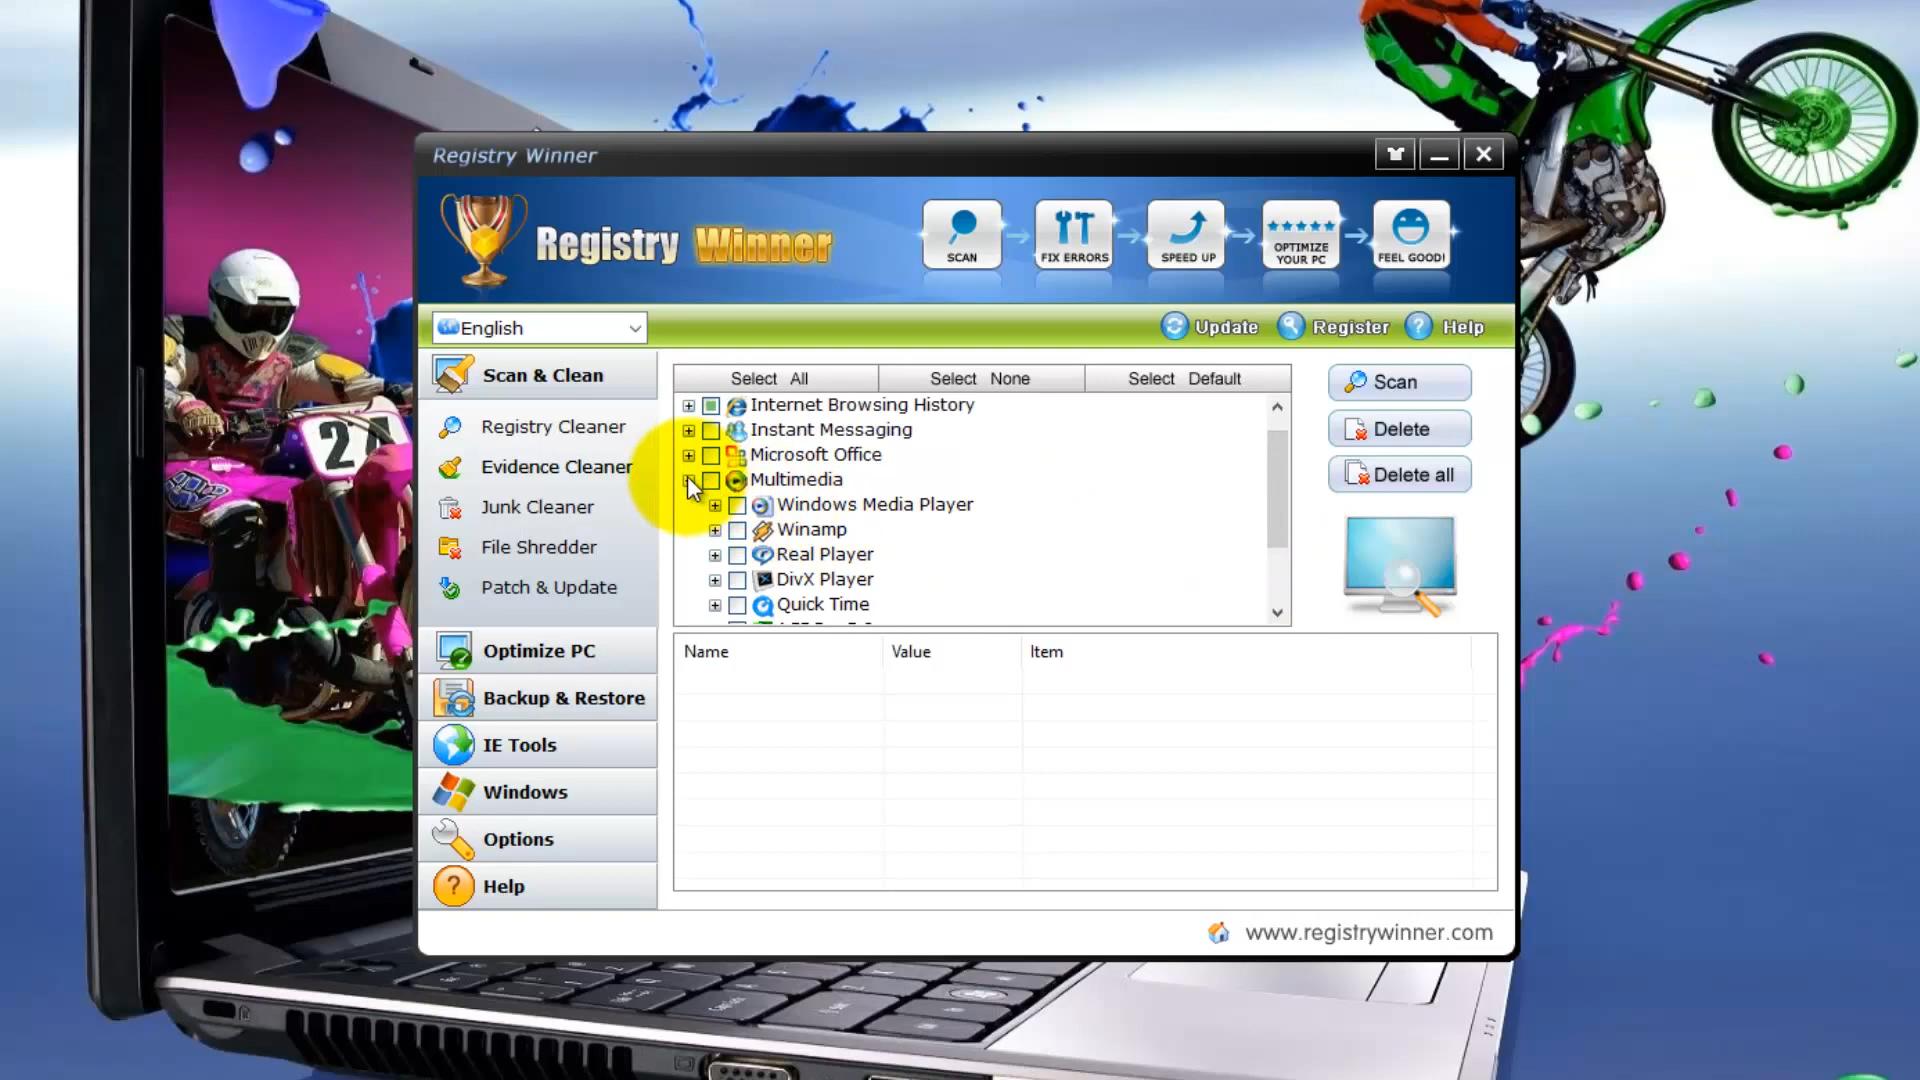 Registry Winner
Registry Winner
SCAN
FIX ERRORS
SPEED UP
OPTIMIZE YOUR PC
FEEL GOOD!
English
Update
Register
Help
Scan & Clean
Registry Cleaner
Evidence Cleaner
Junk Cleaner
File Shredder
Patch & Update
Optimize PC
Backup & Restore
IE Tools
Windows
Options
Help
Select All
Select None
Select Default
Internet Browsing History
Instant Messaging
Microsoft Office
Multimedia
Windows Media Player
Winamp
Real Player
DivX Player
Quick Time
Scan
Delete
Delete all
Name
Value
Item
www.registrywinner.com
24